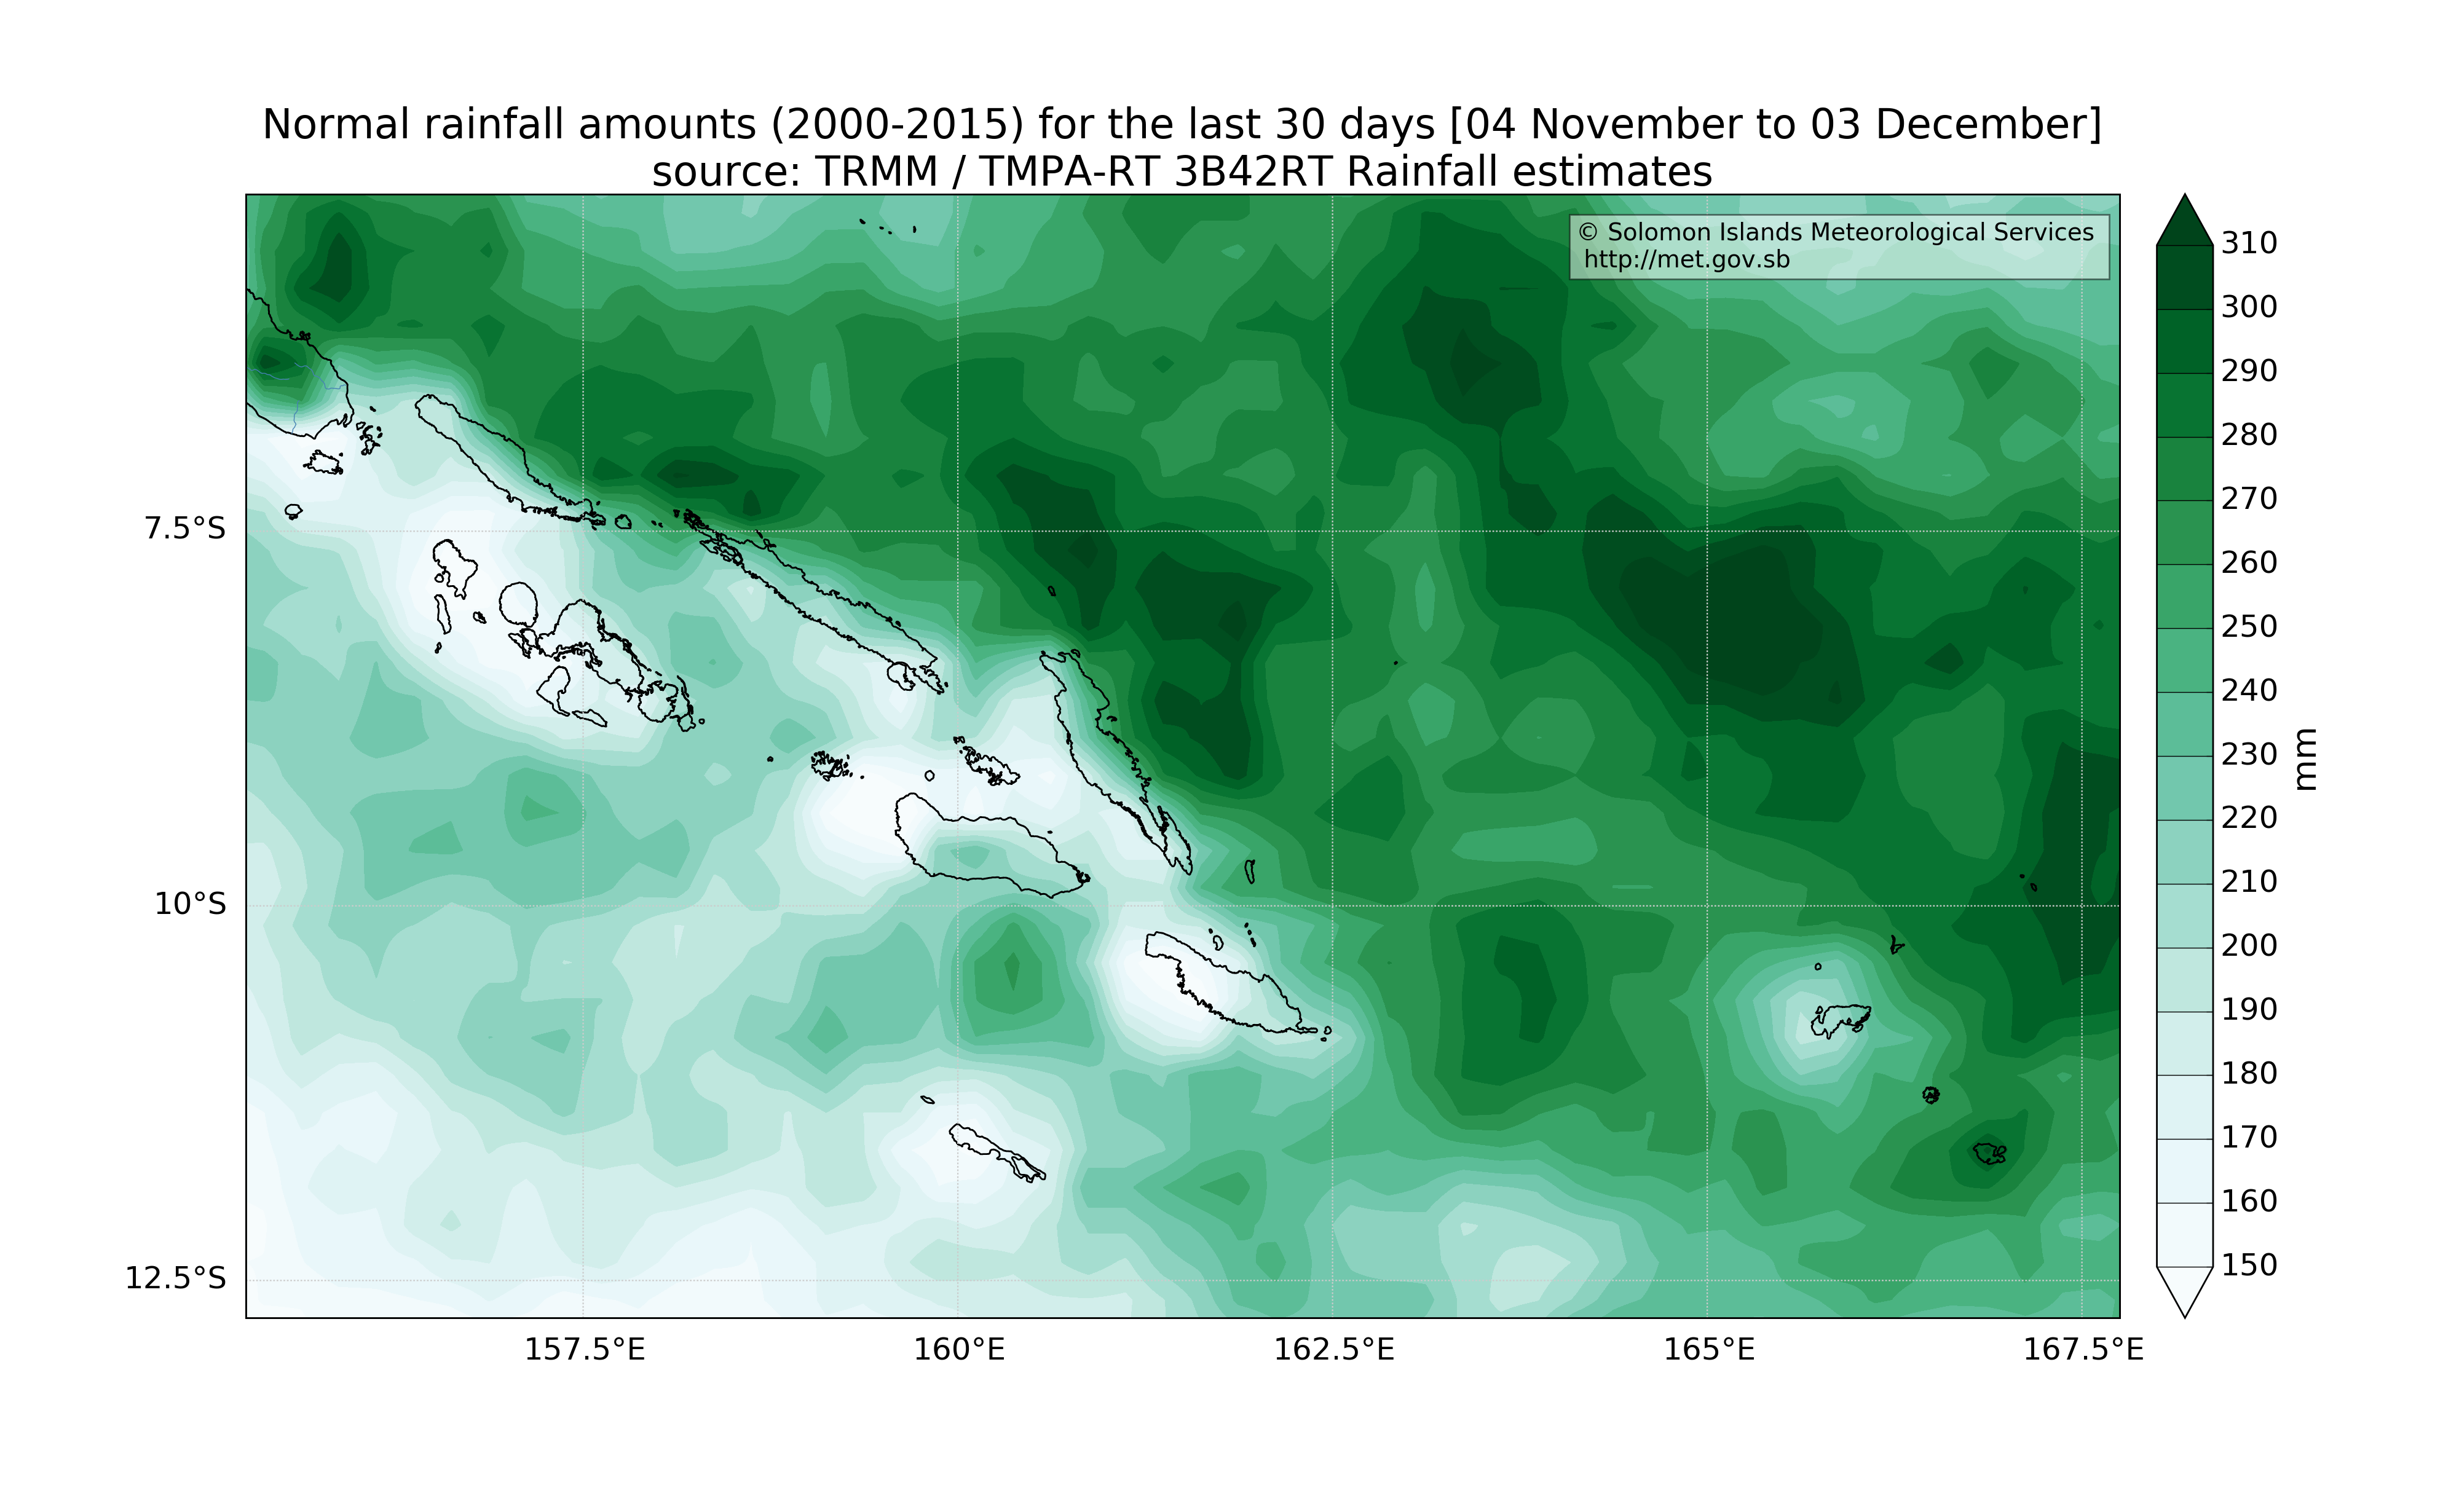 Normal rainfall amounts (2000-2015) for the last 30 days [04 November to 03 December]
source: TRMM / TMPA-RT 3B42RT Rainfall estimates
© Solomon Islands Meteorological Services
http://met.gov.sb
7.5°S
10°S
12.5°S
157.5°E
160°E
162.5°E
165°E
167.5°E
310
300
290
280
270
260
250
240
230
220
210
200
190
180
170
160
150
mm